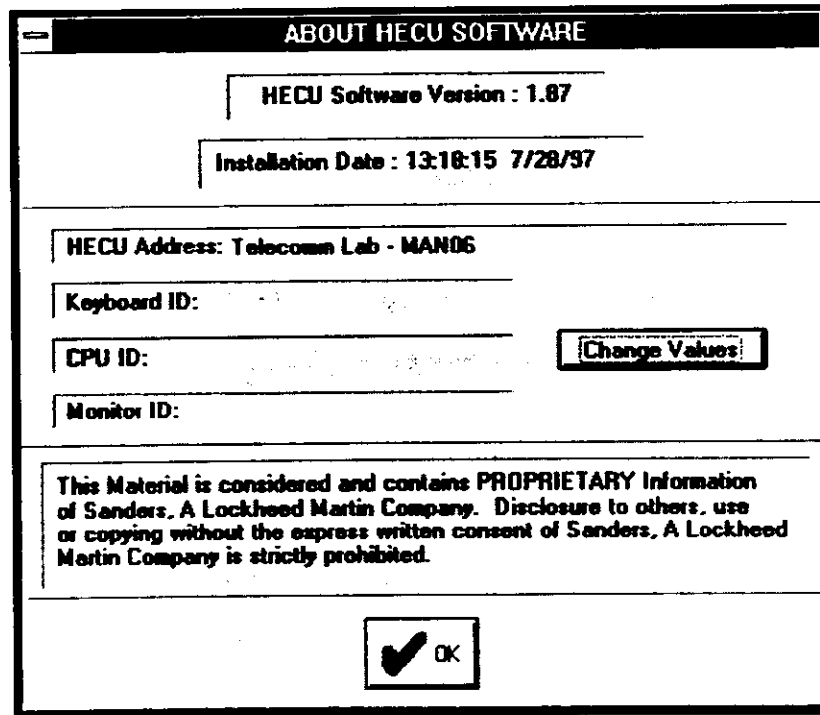 ABOUT HECU SOFTWARE
HECU Software Version : 1.87
Installation Date : 13:18:15 7/28/97
HECU Address: Telecomm Lab - MAN06
Keyboard ID:
CPU ID:
Change Values
Monitor ID:
This Material is considered and contains PROPRIETARY Information
of Sanders, A Lockheed Martin Company. Disclosure to others, use
or copying without the express written consent of Sanders, A Lockheed
Martin Company is strictly prohibited.
OK